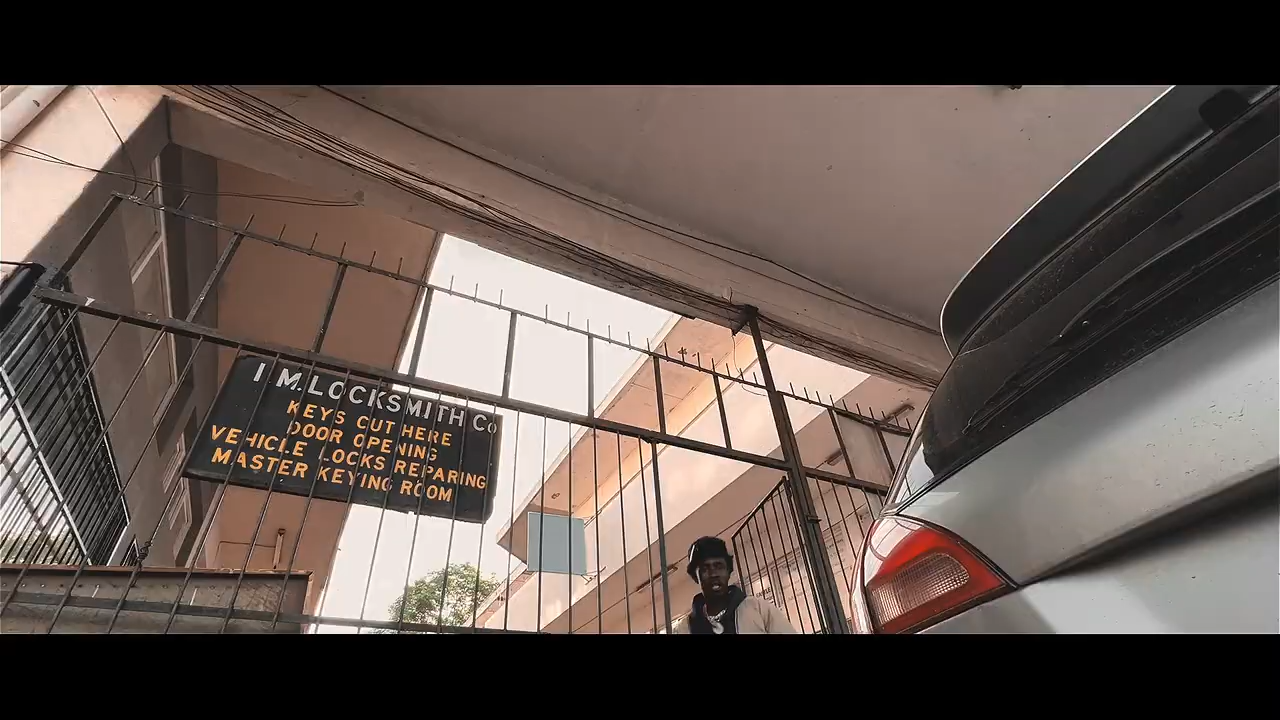 I M.LOCKSMITH Co
KEYS CUT HERE
DOOR OPENING
VEHICLE LOCKS REPARING
MASTER KEYING ROOM